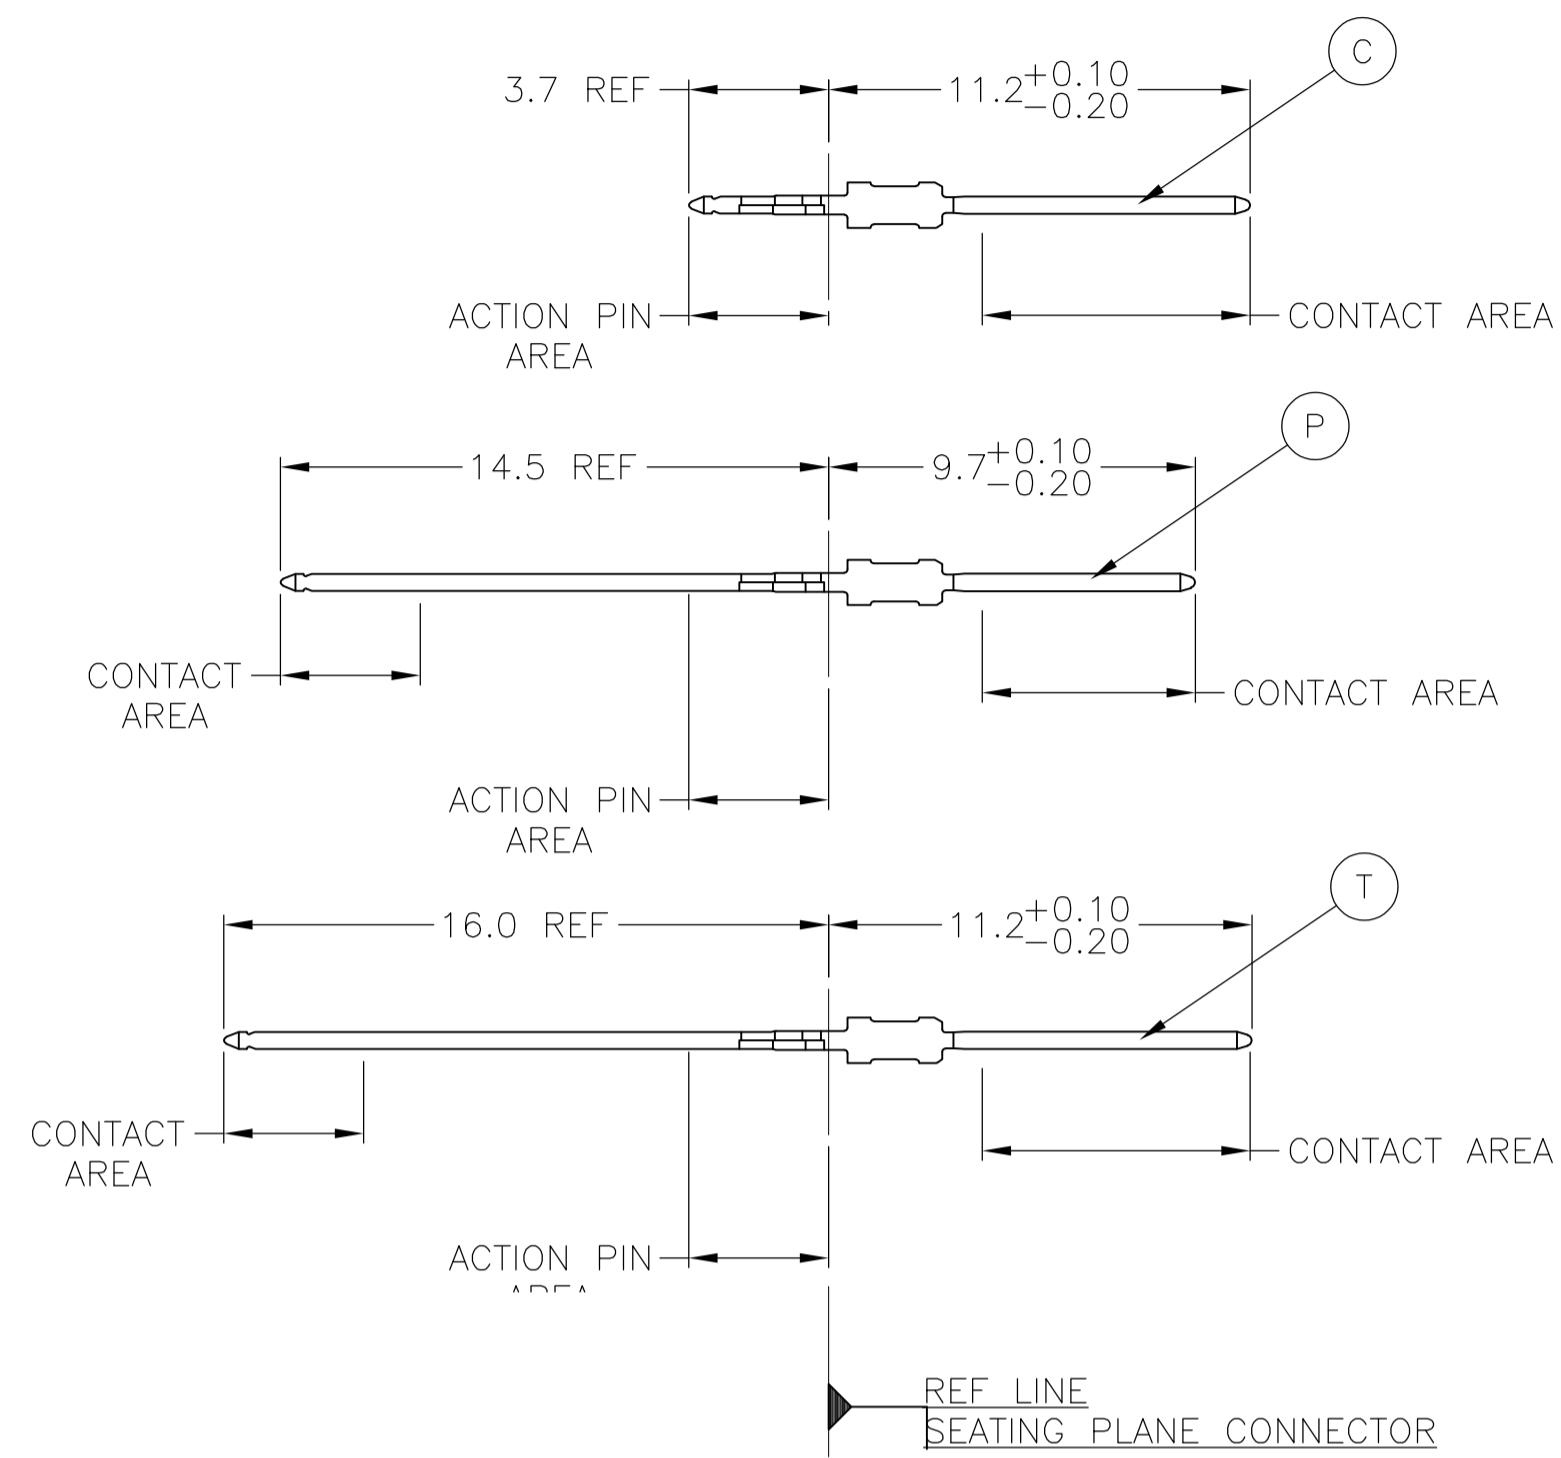 C
3.7 REF 11.2 +0.10 −0.20
ACTION PIN AREA
CONTACT AREA
P
14.5 REF 9.7 +0.10 −0.20
CONTACT AREA
CONTACT AREA
ACTION PIN AREA
T
16.0 REF 11.2 +0.10 −0.20
CONTACT AREA
CONTACT AREA
ACTION PIN
REF LINE
SEATING PLANE CONNECTOR